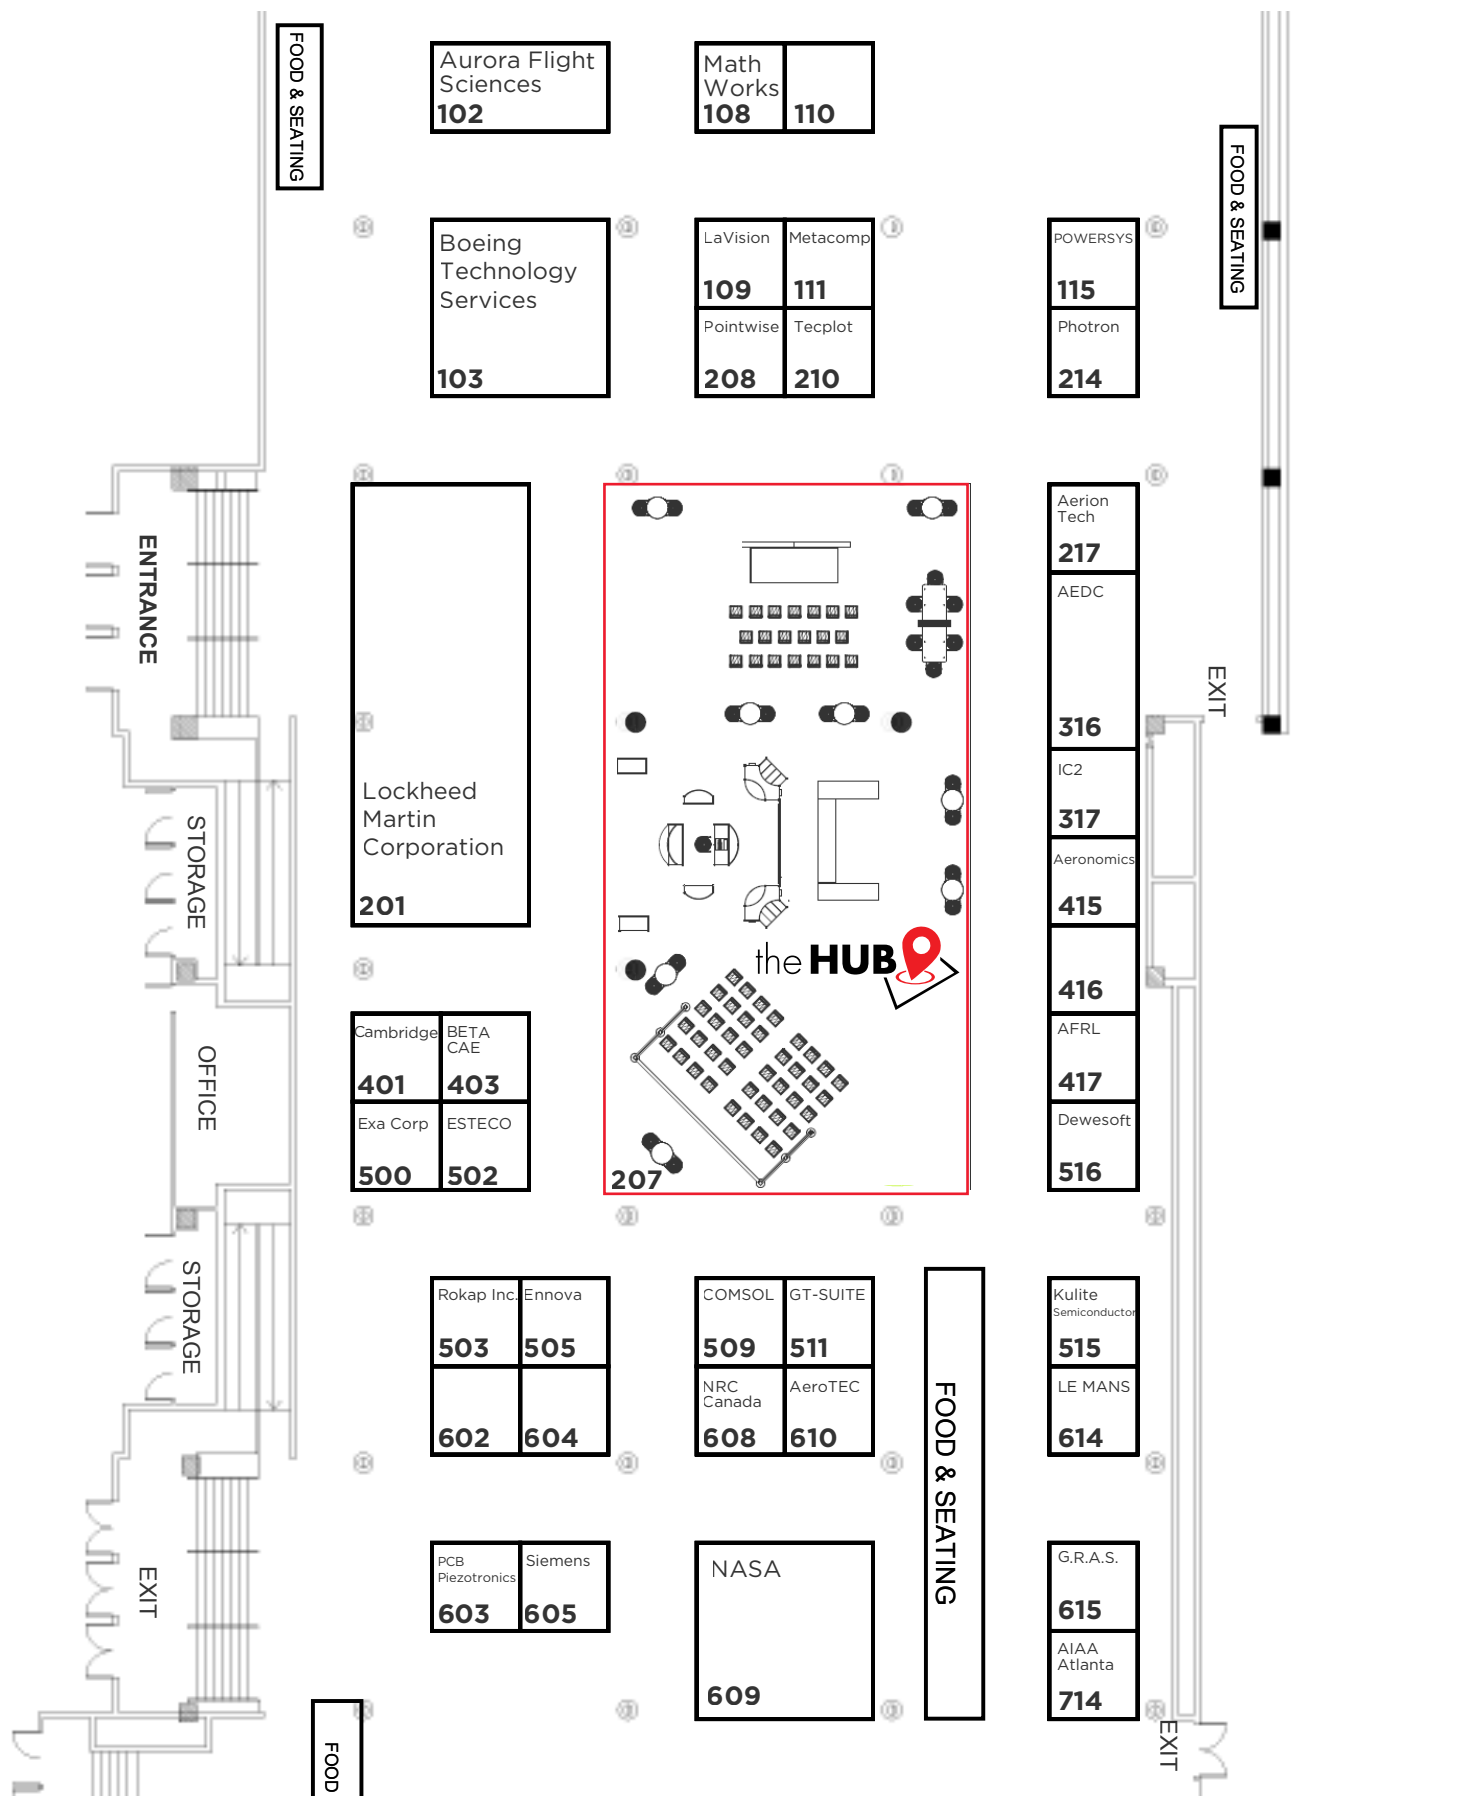 FOOD & SEATING
Aurora Flight
Sciences
102
Math
Works
108
110
FOOD & SEATING
Boeing
Technology
Services
103
LaVision
109
Metacomp
111
Pointwise
208
Tecplot
210
POWERSYS
115
Photron
214
ENTRANCE
Lockheed
Martin
Corporation
201
the HUB
207
Aerion
Tech
217
AEDC
316
IC2
317
Aeronomics
415
416
AFRL
417
Dewesoft
516
EXIT
STORAGE
OFFICE
STORAGE
Cambridge
401
BETA
CAE
403
Exa Corp
500
ESTECO
502
Rokap Inc.
503
Ennova
505
602
604
COMSOL
509
GT-SUITE
511
NRC
Canada
608
AeroTEC
610
FOOD & SEATING
Kulite
Semiconductor
515
LE MANS
614
EXIT
PCB
Piezotronics
603
Siemens
605
NASA
609
G.R.A.S.
615
AIAA
Atlanta
714
EXIT
FOOD